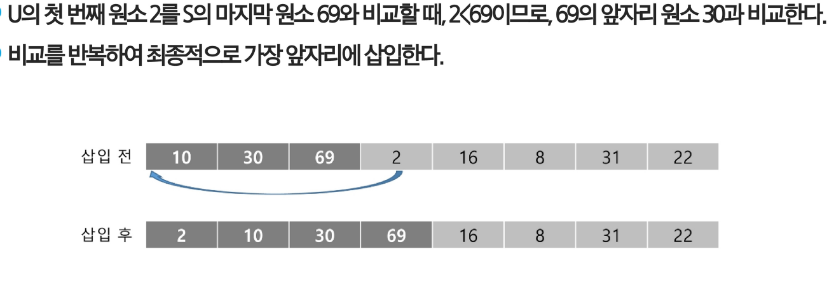 U의 첫 번째 원소 2를 S의 마지막 원소 69와 비교할 때, 2<69이므로, 69의 앞자리 원소 30과 비교한다.
비교를 반복하여 최종적으로 가장 앞자리에 삽입한다.
삽입 전 10 30 69 2 16 8 31 22
삽입 후 2 10 30 69 16 8 31 22